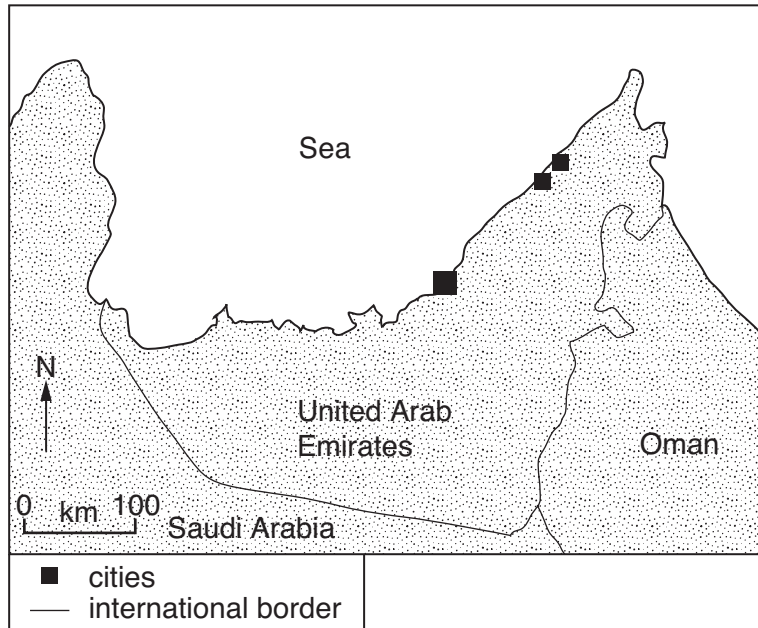 Sea
N
United Arab
Emirates
Oman
0 km 100
Saudi Arabia
cities
international border